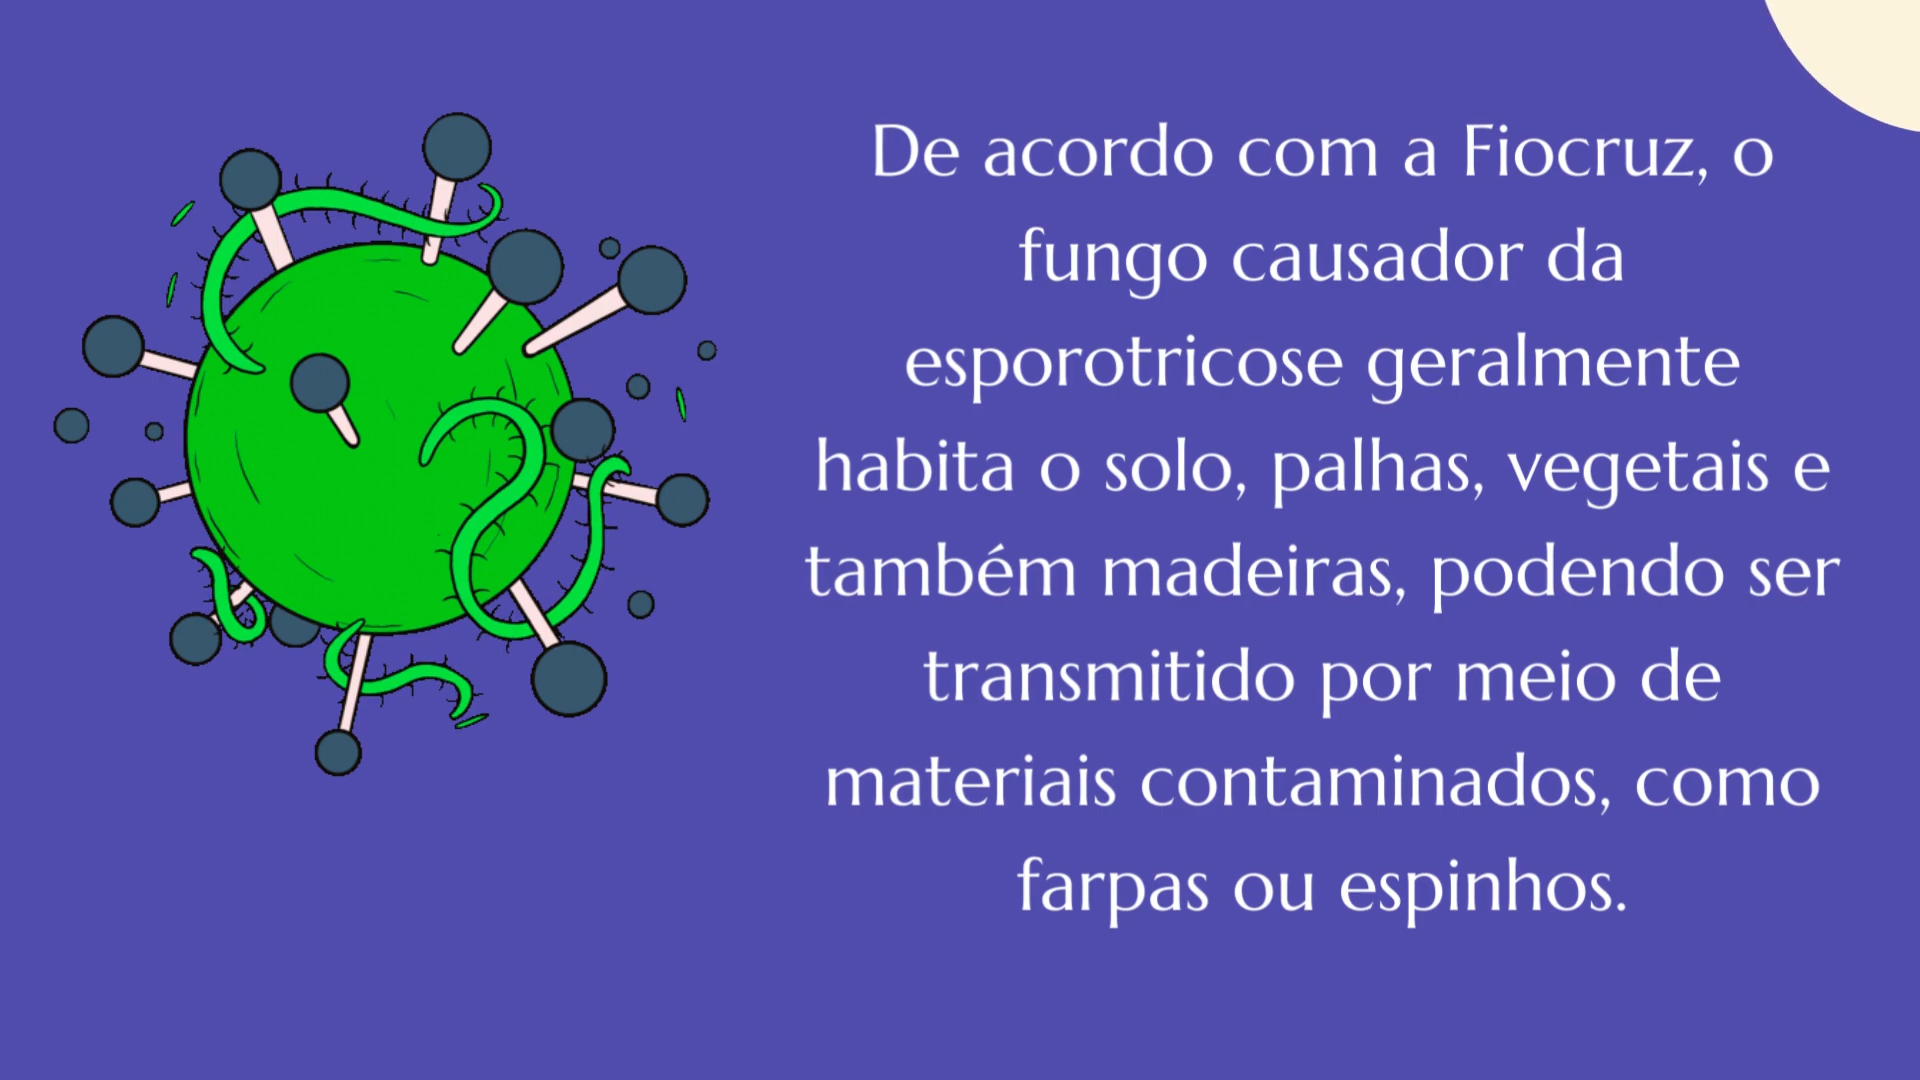 De acordo com a Fiocruz, o
fungo causador da
esporotricose geralmente
habita o solo, palhas, vegetais e
também madeiras, podendo ser
transmitido por meio de
materiais contaminados, como
farpas ou espinhos.